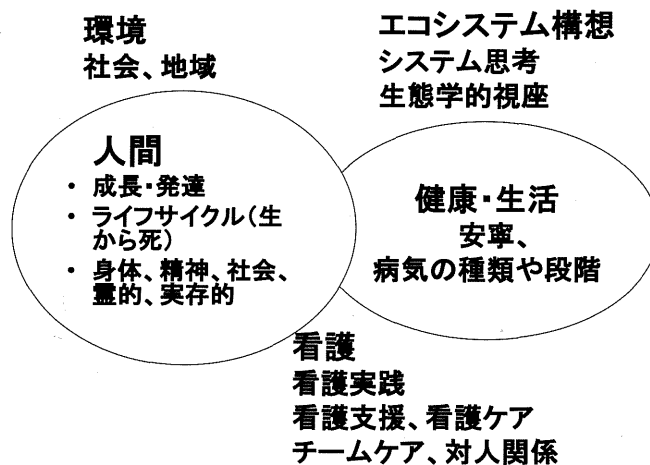 環境
社会、地域
エコシステム構想
システム思考
生態学的視座
人間
・ 成長・発達
・ ライフサイクル(生
から死)
・ 身体、精神、社会、
霊的、実存的
健康・生活
安寧、
病気の種類や段階
看護
看護実践
看護支援、看護ケア
チームケア、対人関係